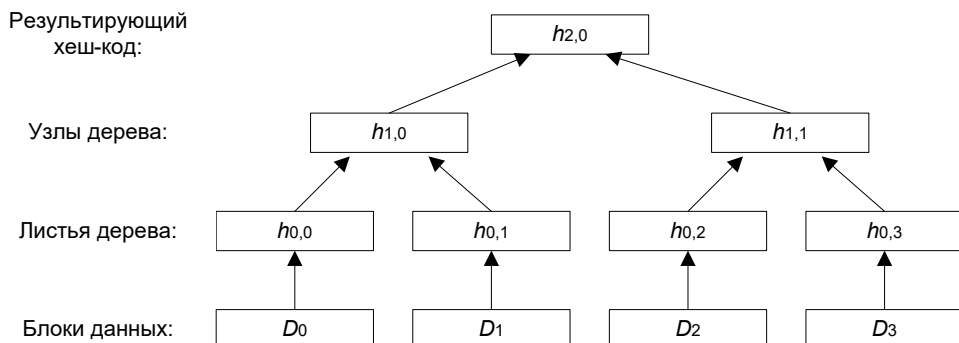 Результирующий
хеш-код:
h2,0
Узлы дерева:
h1,0
h1,1
Листья дерева:
h0,0
h0,1
h0,2
h0,3
Блоки данных:
D0
D1
D2
D3